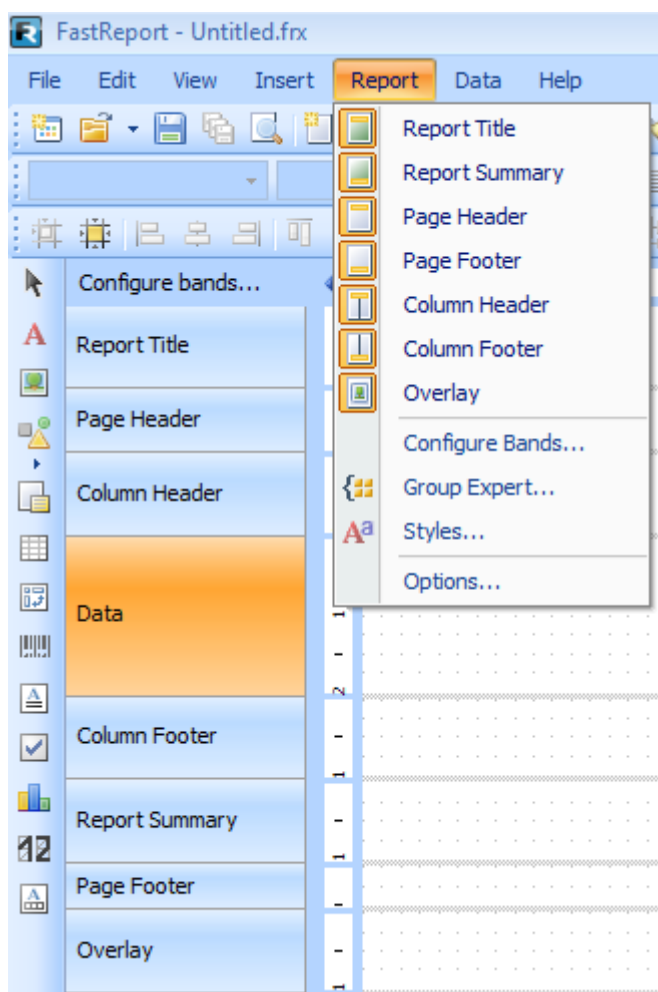 FastReport - Untitled.frx
File Edit View Insert Report Data Help
Report Title
Report Summary
Page Header
Page Footer
Column Header
Column Footer
Overlay
Configure Bands...
Group Expert...
Styles...
Options...
Configure bands...
Report Title
Page Header
Column Header
Data
Column Footer
Report Summary
Page Footer
Overlay